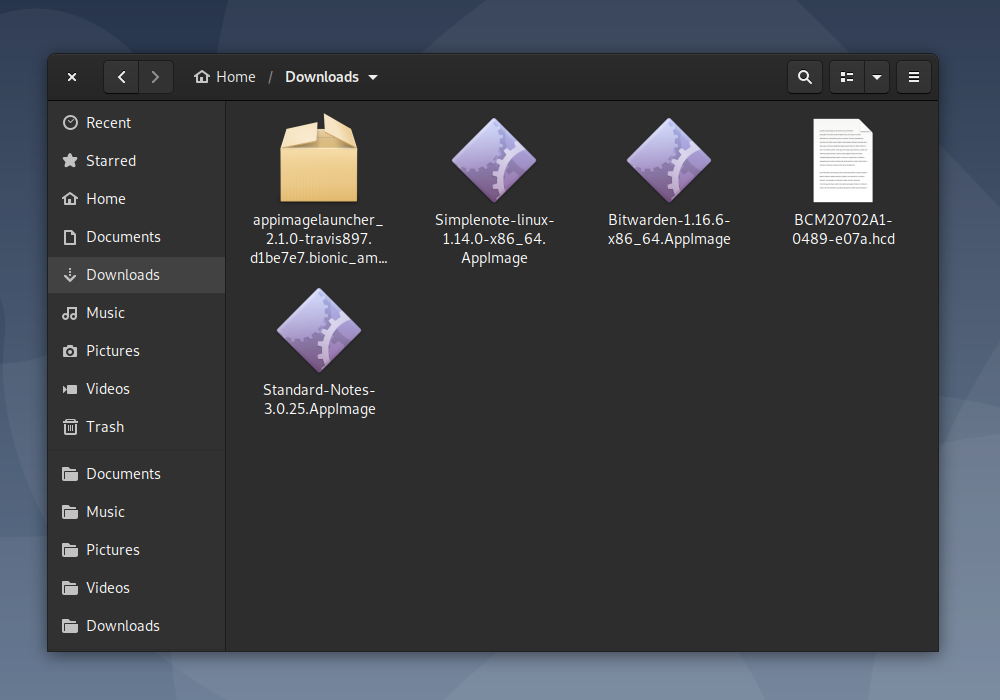 Home / Downloads
Recent
Starred
Home
Documents
Downloads
Music
Pictures
Videos
Trash
Documents
Music
Pictures
Videos
Downloads
appimagelauncher_
2.1.0-travis897.
d1be7e7.bionic_am...
Simplenote-linux-
1.14.0-x86_64.
AppImage
Bitwarden-1.16.6-
x86_64.AppImage
BCM20702A1-
0489-e07a.hcd
Standard-Notes-
3.0.25.AppImage